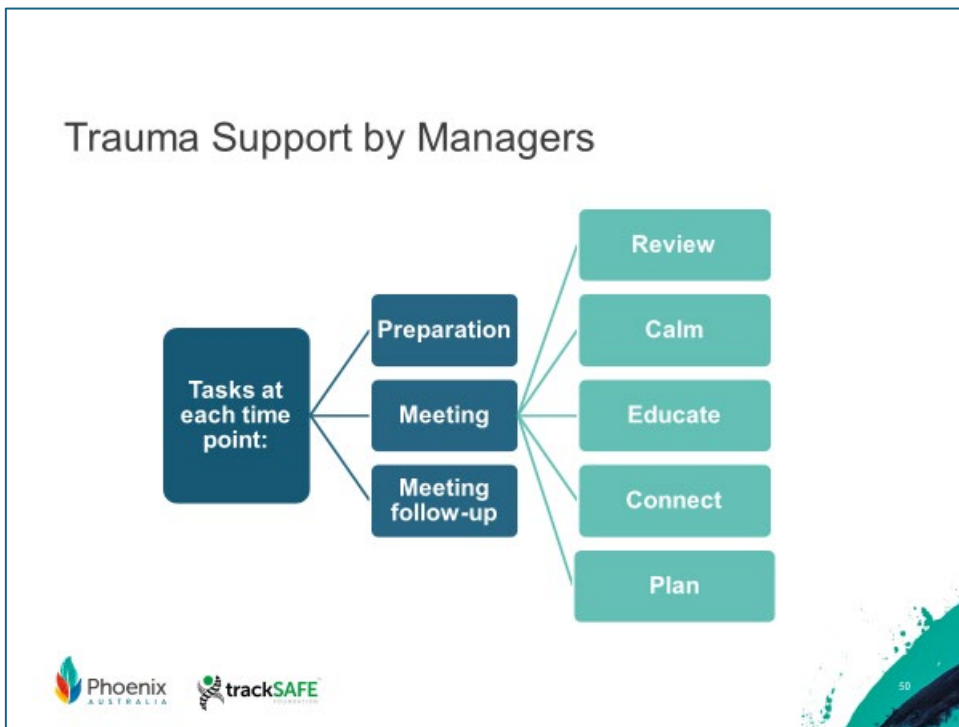 Trauma Support by Managers
Tasks at
each time
point:
Preparation
Meeting
Meeting
follow-up
Review
Calm
Educate
Connect
Plan
Phoenix
AUSTRALIA
trackSAFE
FOUNDATION
50